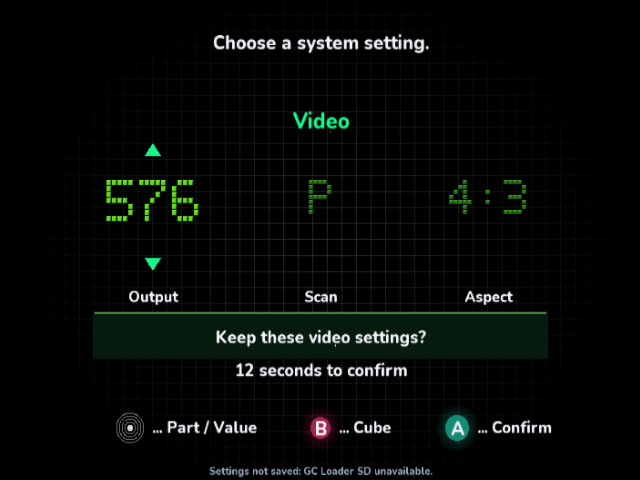 Choose a system setting.
Video
576 P 4:3
Output Scan Aspect
Keep these video settings?
12 seconds to confirm
... Part / Value B ... Cube A ... Confirm
Settings not saved: GC Loader SD unavailable.